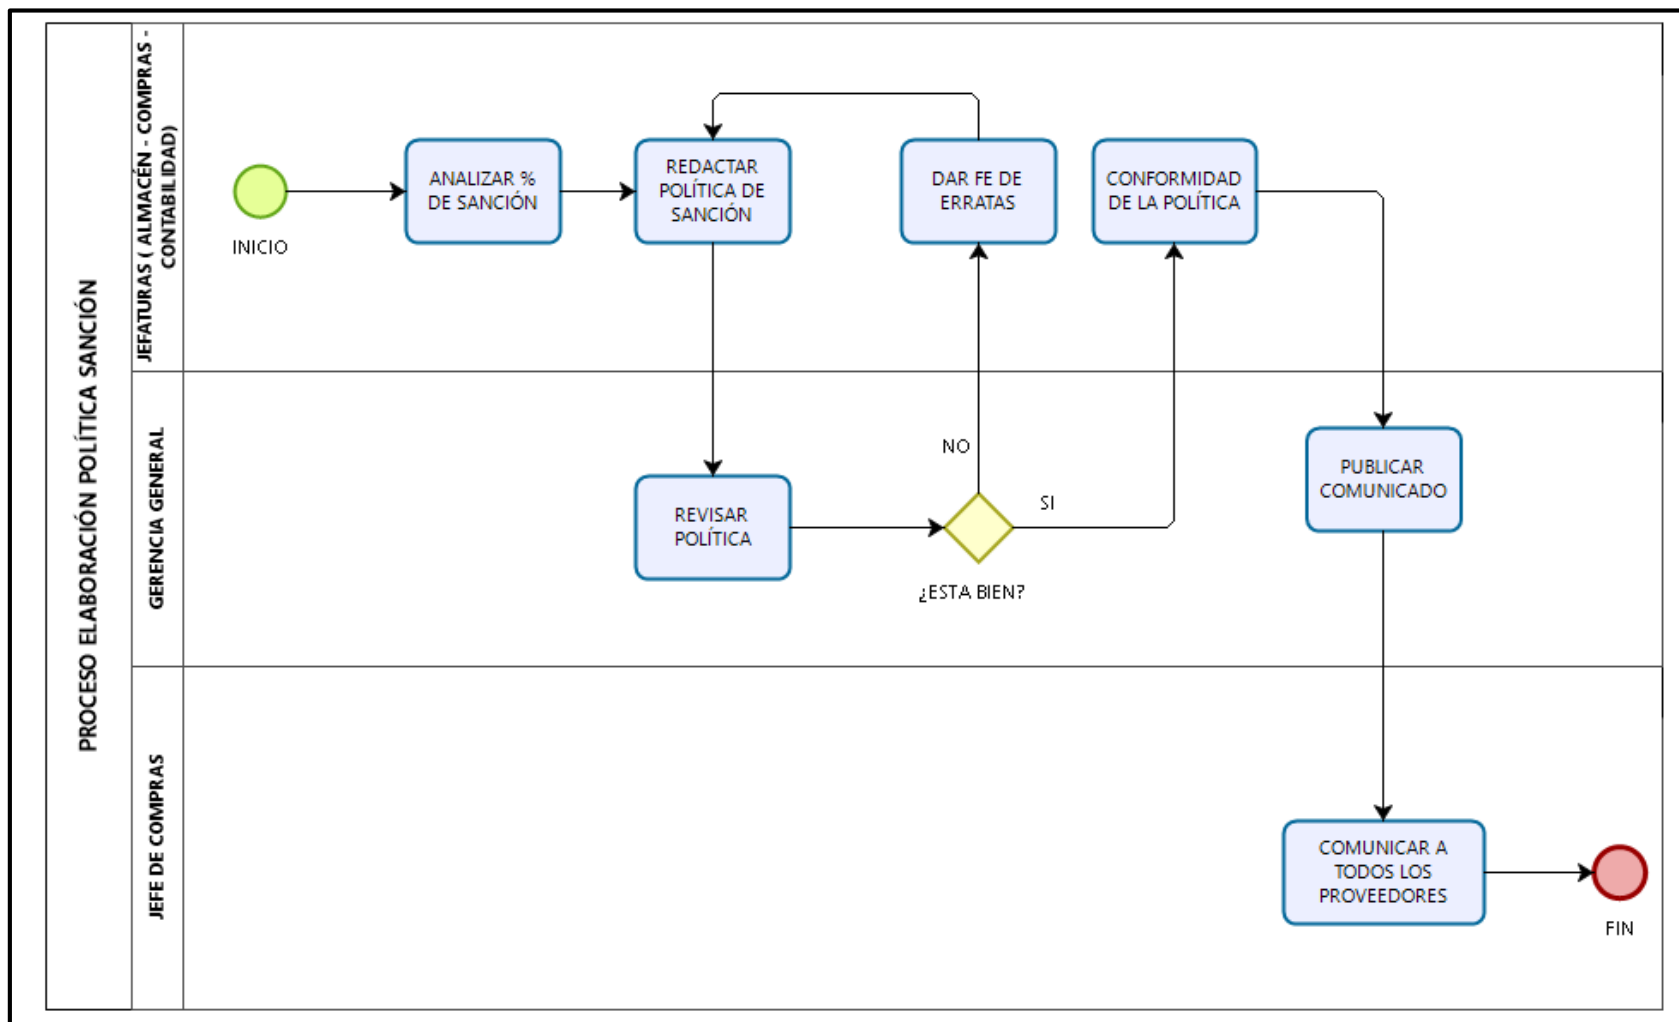 PROCESO ELABORACIÓN POLÍTICA SANCIÓN
JEFATURAS ( ALMACÉN - COMPRAS -
CONTABILIDAD)
INICIO
ANALIZAR %
DE SANCIÓN
REDACTAR
POLÍTICA DE
SANCIÓN
DAR FE DE
ERRATAS
CONFORMIDAD
DE LA POLÍTICA
GERENCIA GENERAL
REVISAR
POLÍTICA
NO
SI
¿ESTA BIEN?
PUBLICAR
COMUNICADO
JEFE DE COMPRAS
COMUNICAR A
TODOS LOS
PROVEEDORES
FIN